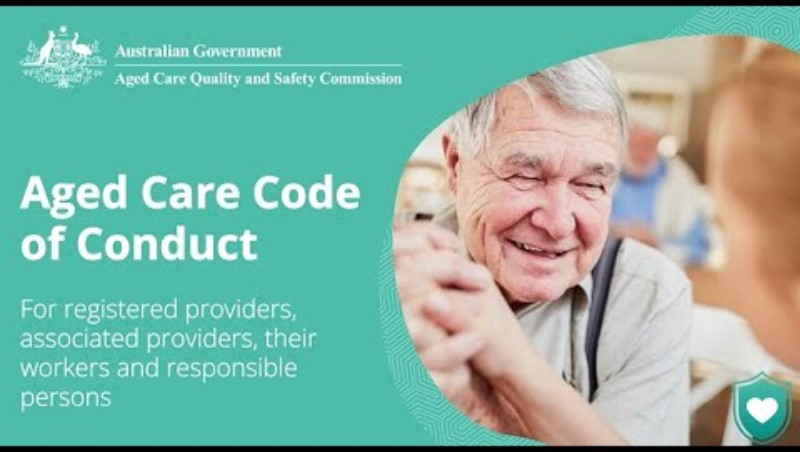 Australian Government
Aged Care Quality and Safety Commission
Aged Care Code
of Conduct
For registered providers,
associated providers, their
workers and responsible
persons